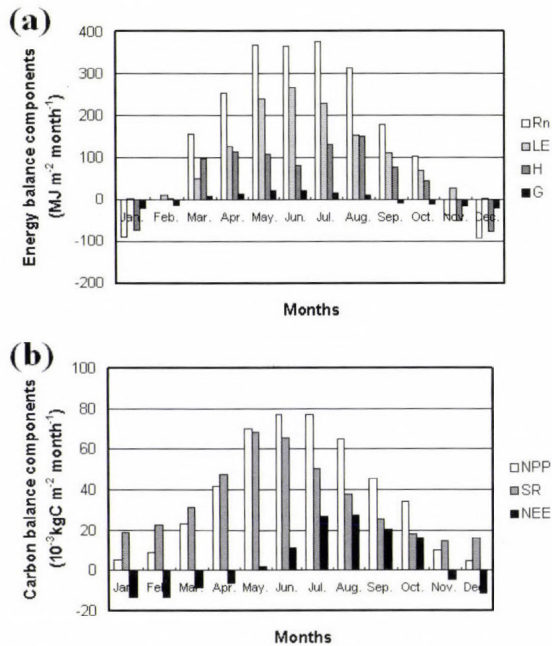 (a)
Energy balance components
(MJ m⁻² month⁻¹)
400
300
200
100
0
-100
-200
Jan. Feb. Mar. Apr. May. Jun. Jul. Aug. Sep. Oct. Nov. Dec.
Months
Rn
LE
H
G
(b)
Carbon balance components
(10⁻³kgC m⁻² month⁻¹)
100
80
60
40
20
0
-20
Jan. Feb. Mar. Apr. May. Jun. Jul. Aug. Sep. Oct. Nov. Dec.
Months
NPP
SR
NEE